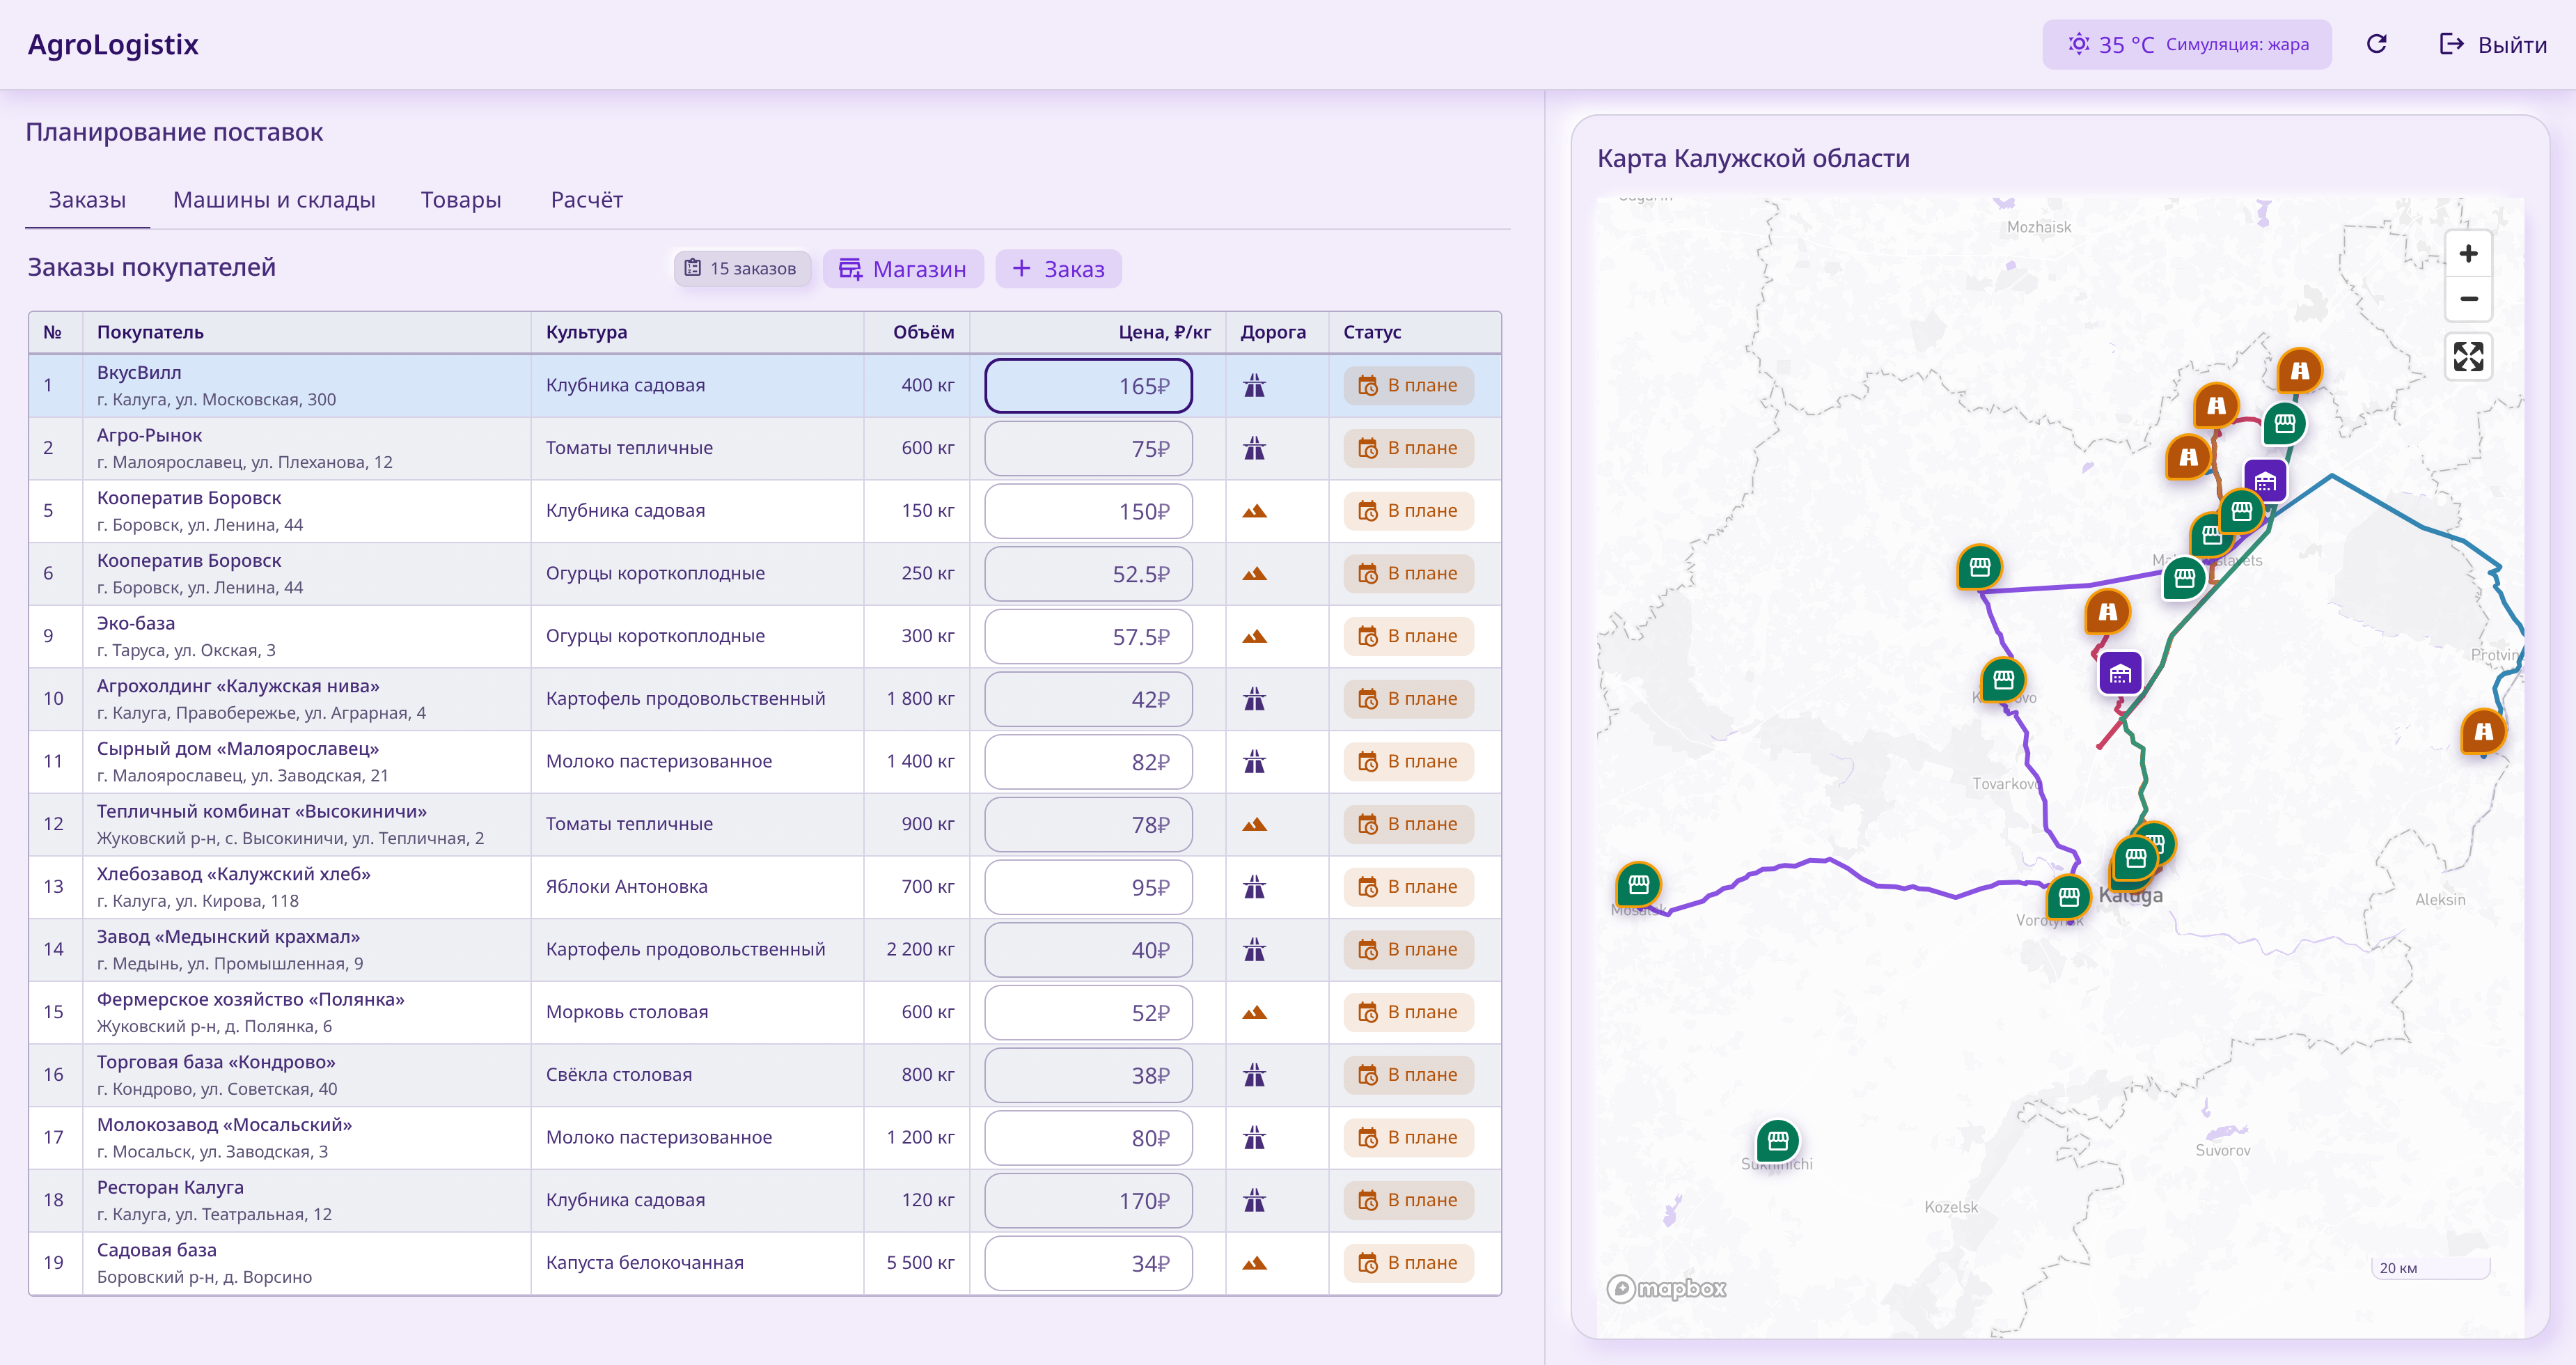 AgroLogistix
35 °C Симуляция: жара
Выйти
Планирование поставок
Заказы Машины и склады Товары Расчёт
Заказы покупателей
15 заказов
Магазин
Заказ
№ Покупатель Культура Объём Цена, ₽/кг Дорога Статус
1 ВкусВилл Клубника садовая 400 кг 165₽ В плане
г. Калуга, ул. Московская, 300
2 Агро-Рынок Томаты тепличные 600 кг 75₽ В плане
г. Малоярославец, ул. Плеханова, 12
5 Кооператив Боровск Клубника садовая 150 кг 150₽ В плане
г. Боровск, ул. Ленина, 44
6 Кооператив Боровск Огурцы короткоплодные 250 кг 52.5₽ В плане
г. Боровск, ул. Ленина, 44
9 Эко-база Огурцы короткоплодные 300 кг 57.5₽ В плане
г. Таруса, ул. Окская, 3
10 Агрохолдинг «Калужская нива» Картофель продовольственный 1 800 кг 42₽ В плане
г. Калуга, Правобережье, ул. Аграрная, 4
11 Сырный дом «Малоярославец» Молоко пастеризованное 1 400 кг 82₽ В плане
г. Малоярославец, ул. Заводская, 21
12 Тепличный комбинат «Высокиничи» Томаты тепличные 900 кг 78₽ В плане
Жуковский р-н, с. Высокиничи, ул. Тепличная, 2
13 Хлебозавод «Калужский хлеб» Яблоки Антоновка 700 кг 95₽ В плане
г. Калуга, ул. Кирова, 118
14 Завод «Медынский крахмал» Картофель продовольственный 2 200 кг 40₽ В плане
г. Медынь, ул. Промышленная, 9
15 Фермерское хозяйство «Полянка» Морковь столовая 600 кг 52₽ В плане
Жуковский р-н, д. Полянка, 6
16 Торговая база «Кондрово» Свёкла столовая 800 кг 38₽ В плане
г. Кондрово, ул. Советская, 40
17 Молокозавод «Мосальский» Молоко пастеризованное 1 200 кг 80₽ В плане
г. Мосальск, ул. Заводская, 3
18 Ресторан Калуга Клубника садовая 120 кг 170₽ В плане
г. Калуга, ул. Театральная, 12
19 Садовая база Капуста белокочанная 5 500 кг 34₽ В плане
Боровский р-н, д. Ворсино
Карта Калужской области
Mozhaisk
Protvin
Tovarkovo
Mosalsk
Kaluga
Aleksin
Vorotynsk
Suvorov
Sukhinichi
Kozelsk
20 км
mapbox